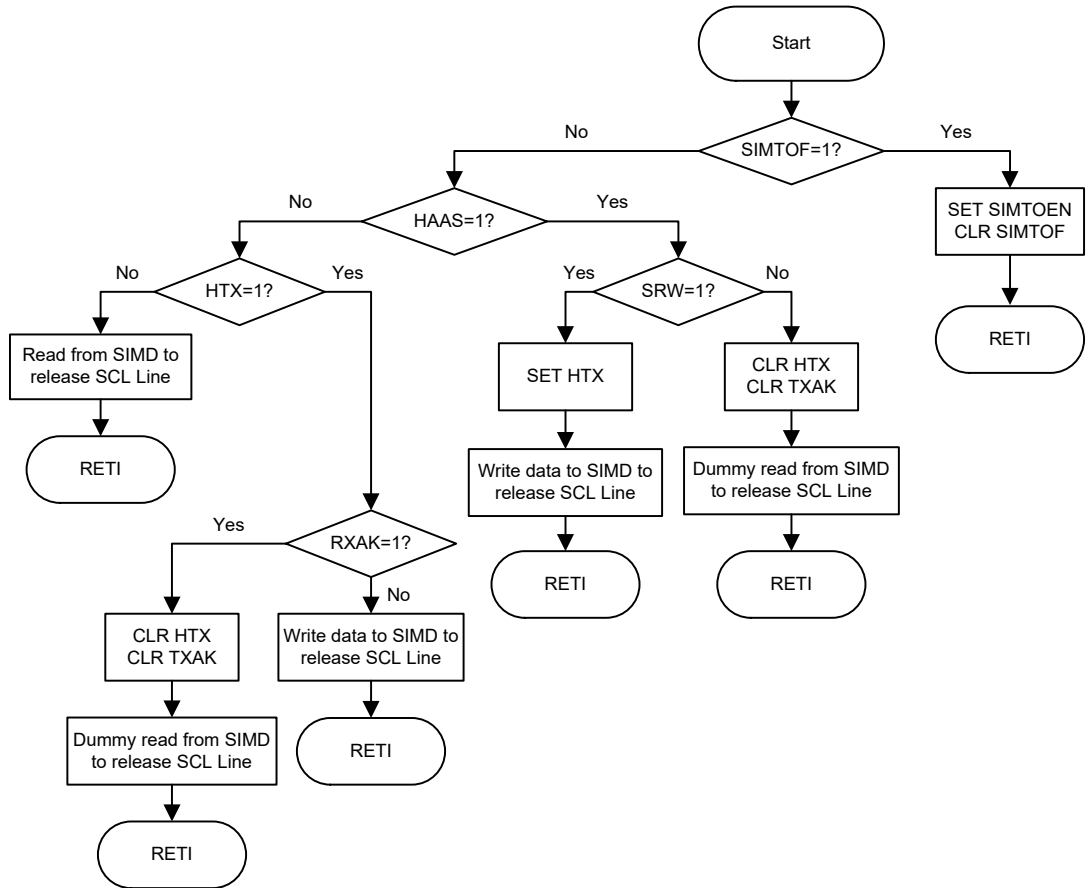 Start
No
Yes
SIMTOF=1?
No
Yes
HAAS=1?
SET SIMTOEN
CLR SIMTOF
No
Yes
HTX=1?
Yes
No
SRW=1?
RETI
Read from SIMD to
release SCL Line
SET HTX
CLR HTX
CLR TXAK
RETI
Write data to SIMD to
release SCL Line
Dummy read from SIMD
to release SCL Line
Yes
RXAK=1?
No
RETI
RETI
CLR HTX
CLR TXAK
Write data to SIMD to
release SCL Line
Dummy read from SIMD
to release SCL Line
RETI
RETI